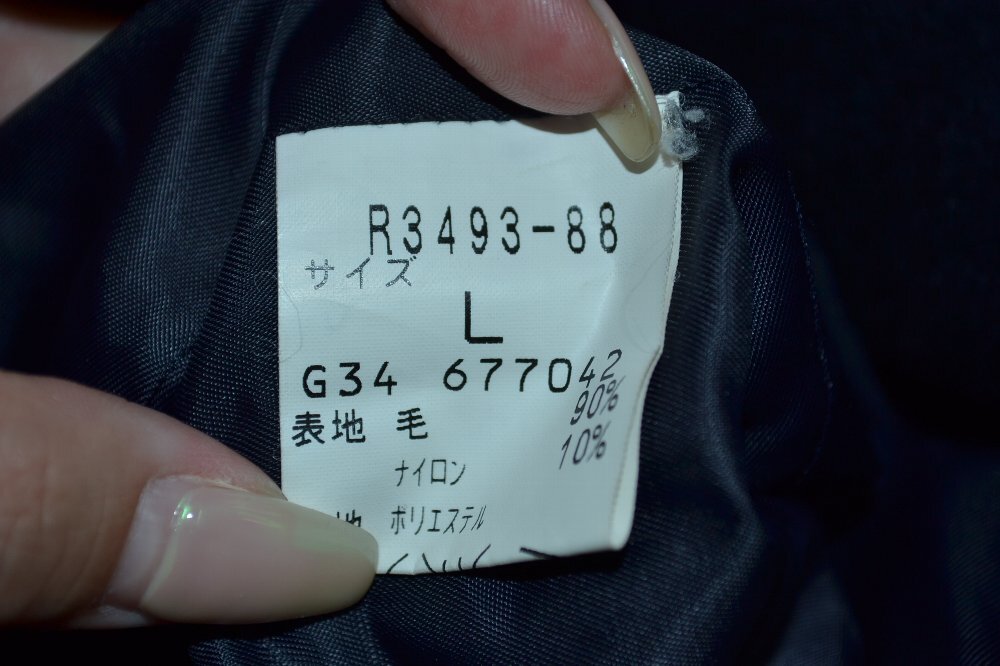 R3493-88
サイズ
L
G34 677042
表地 毛 90%
ナイロン 10%
地 ポリエステル